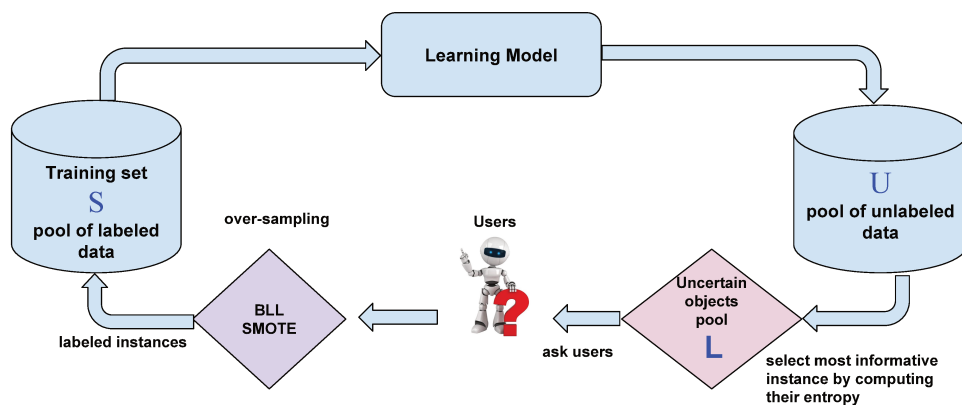 Learning Model
Training set
S
pool of labeled
data
U
pool of unlabeled
data
over-sampling
Users
BLL
SMOTE
Uncertain
objects
pool
L
labeled instances
ask users
select most informative
instance by computing
their entropy
?